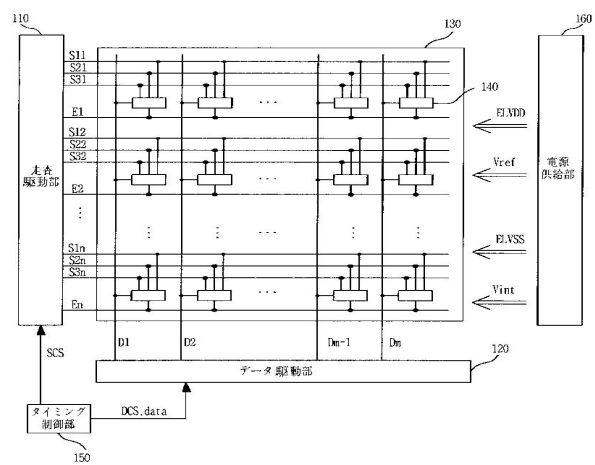 110
130
160
S11
S21
S31
140
E1
ELVDD
S12
S22
S32
走査
駆動部
Vref
電源
供給部
E2
ELVSS
S1n
S2n
S3n
Vint
En
D1 D2 Dm-1 Dm
SCS
120
データ駆動部
タイミング
制御部
DCS,data
150